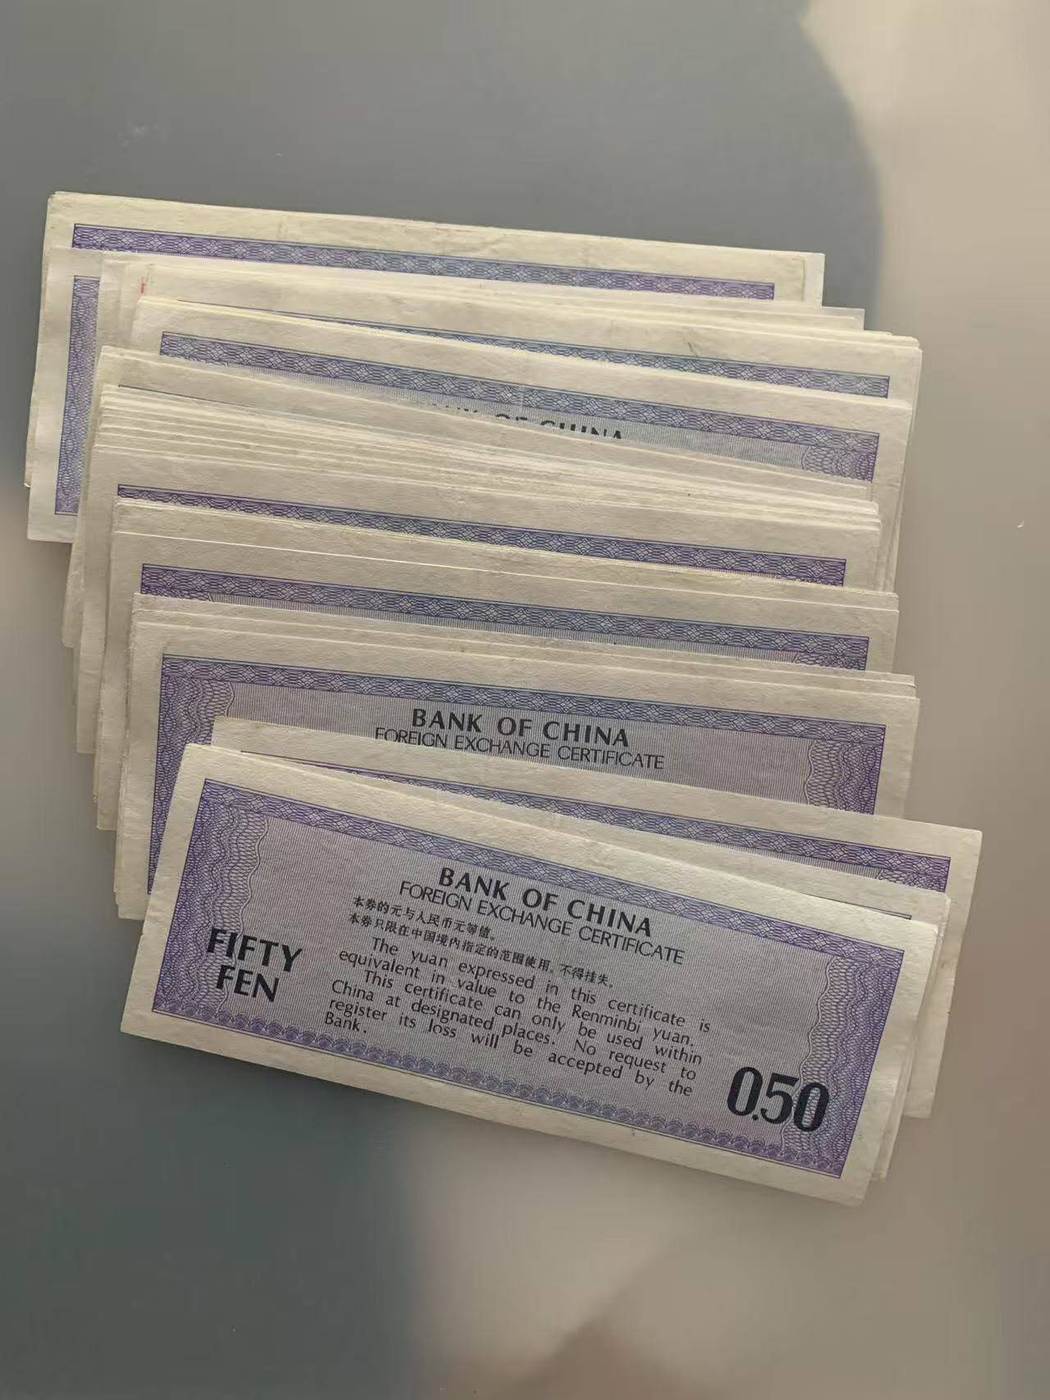 OF CHINA
BANK OF CHINA
FOREIGN EXCHANGE CERTIFICATE
BANK OF CHINA
FOREIGN EXCHANGE CERTIFICATE
本券的元与人民币元等值。
本券只限在中国境内指定的范围使用，不得挂失。
FIFTY
FEN
The yuan expressed in this certificate is
equivalent in value to the Renminbi yuan.
This certificate can only be used within
China at designated places. No request to
register its loss will be accepted by the
Bank.
0.50